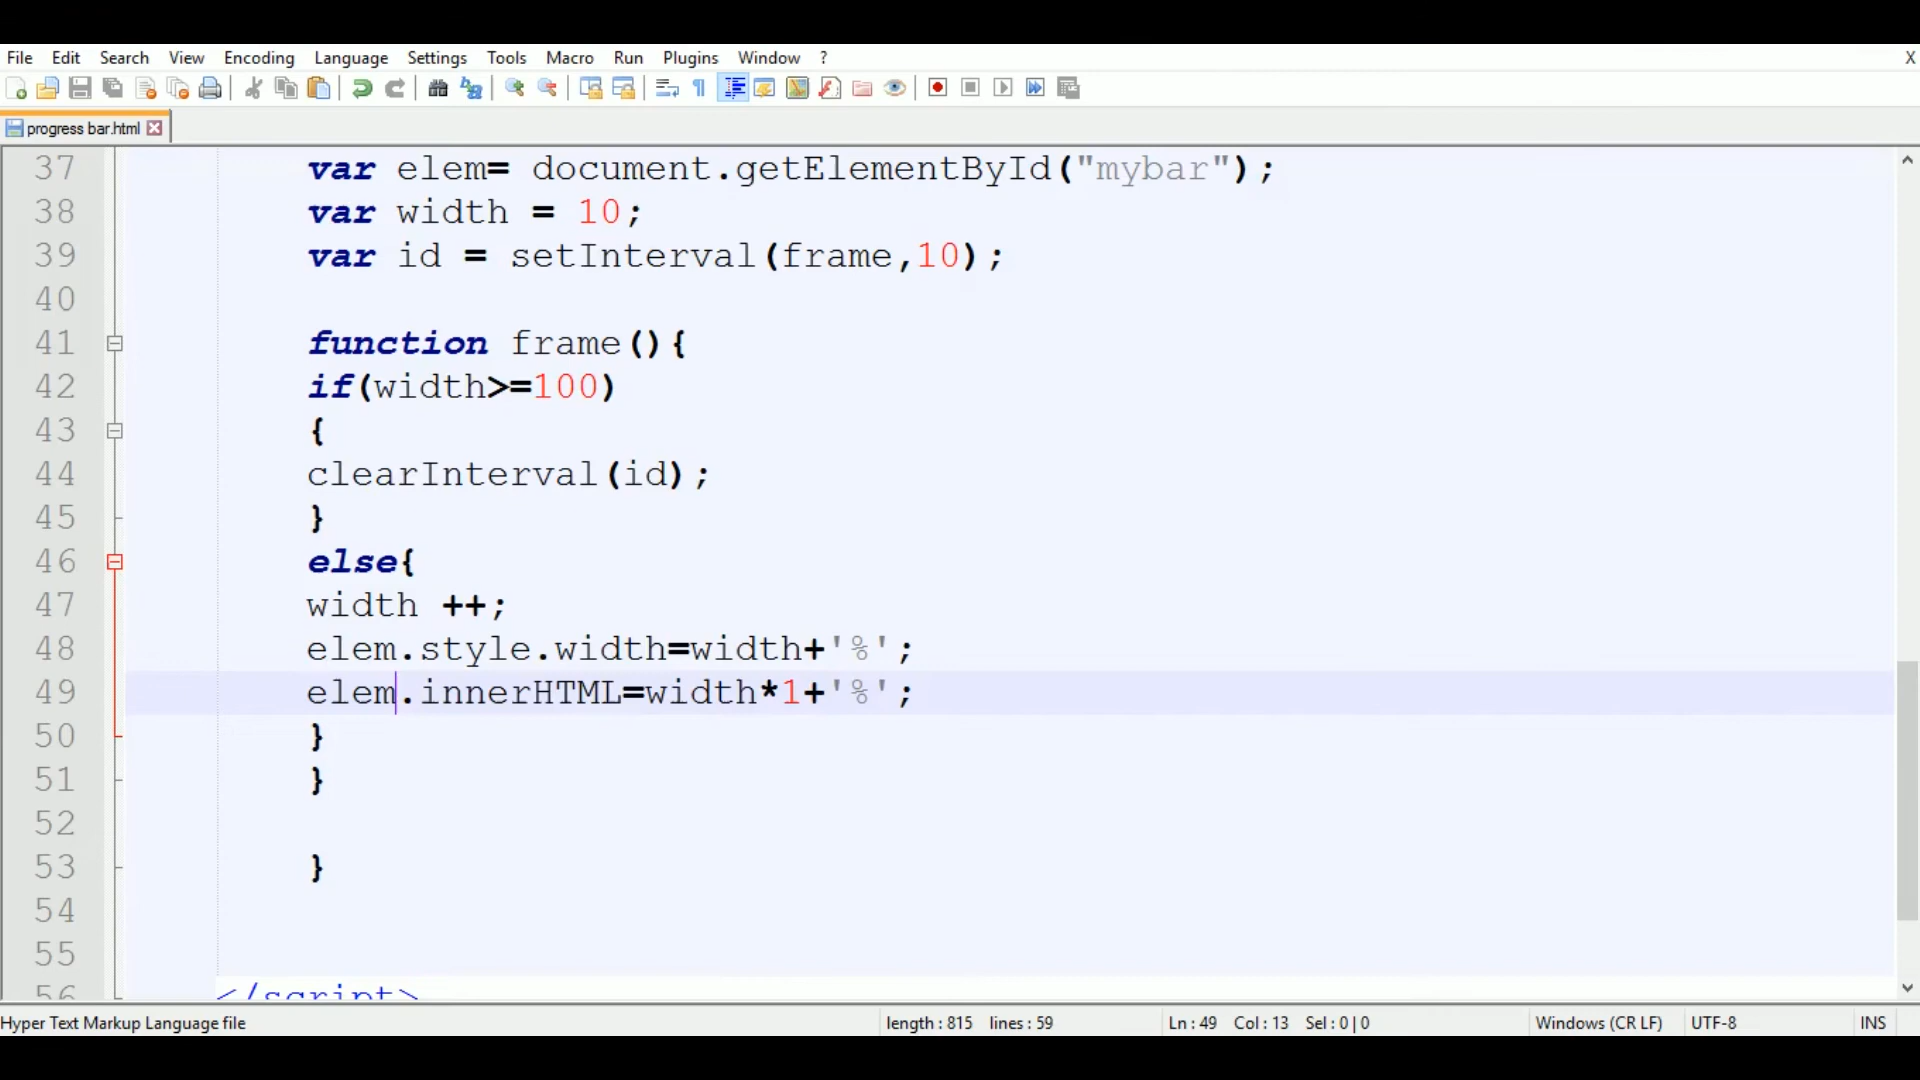 File Edit Search View Encoding Language Settings Tools Macro Run Plugins Window ? X
progress bar.html
37 var elem= document.getElementById("mybar");
38 var width = 10;
39 var id = setInterval(frame,10);
40
41 function frame(){
42 if(width>=100)
43 {
44 clearInterval(id);
45 }
46 else{
47 width ++;
48 elem.style.width=width+'%';
49 elem.innerHTML=width*1+'%';
50 }
51 }
52
53 }
54
55
56 </script>
Hyper Text Markup Language file length : 815 lines : 59 Ln : 49 Col : 13 Sel : 0 | 0 Windows (CR LF) UTF-8 INS